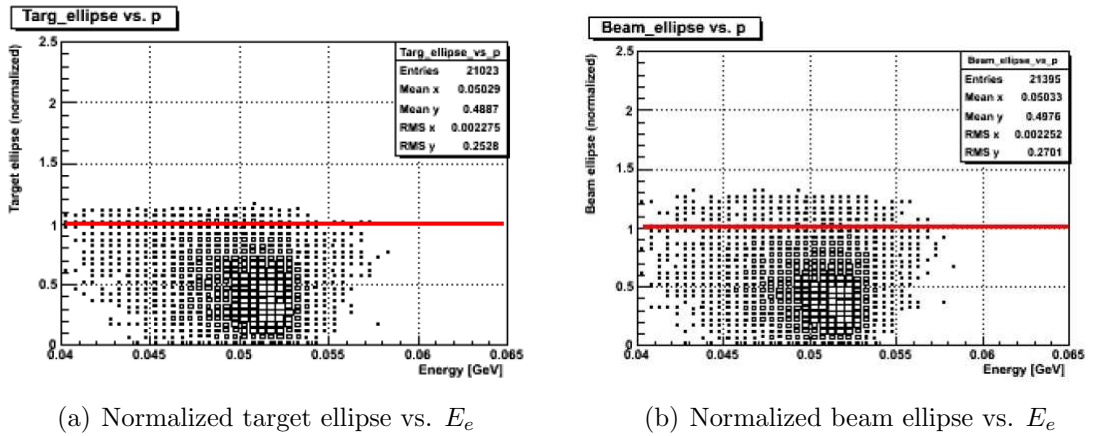 Targ_ellipse vs. p
Targ_ellipse_vs_p
Entries 21023
Mean x 0.05029
Mean y 0.4887
RMS x 0.002275
RMS y 0.2528
Target ellipse (normalized)
2.5
2
1.5
1
0.5
0
0.04 0.045 0.05 0.055 0.06 0.065
Energy [GeV]
(a) Normalized target ellipse vs. E_e
Beam_ellipse vs. p
Beam_ellipse_vs_p
Entries 21395
Mean x 0.05033
Mean y 0.4976
RMS x 0.002252
RMS y 0.2701
Beam ellipse (normalized)
2.5
2
1.5
1
0.5
0
0.04 0.045 0.05 0.055 0.06 0.065
Energy [GeV]
(b) Normalized beam ellipse vs. E_e